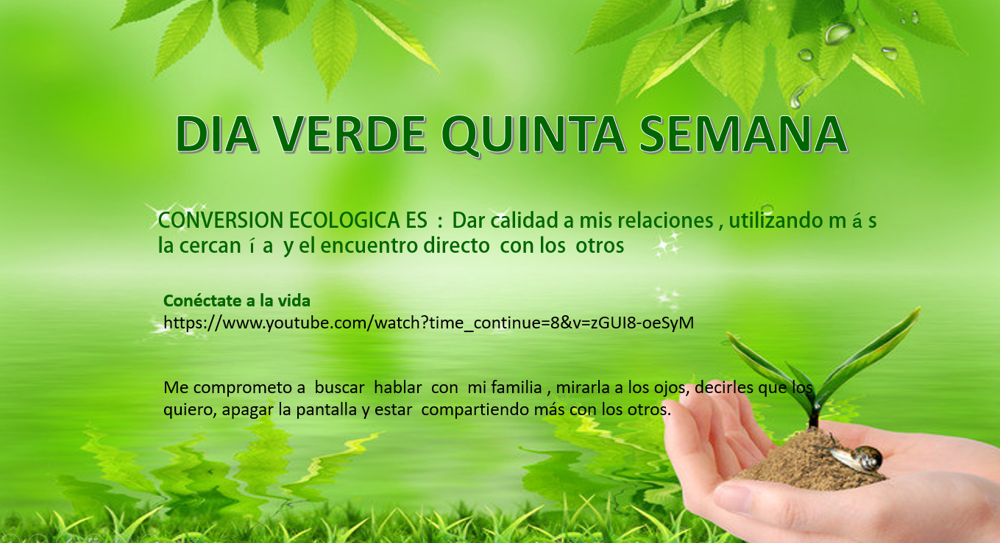 DIA VERDE QUINTA SEMANA
CONVERSION ECOLOGICA ES : Dar calidad a mis relaciones , utilizando m á s
la cercan í a y el encuentro directo con los otros
Conéctate a la vida
https://www.youtube.com/watch?time_continue=8&v=zGUI8-oeSyM
Me comprometo a buscar hablar con mi familia , mirarla a los ojos, decirles que los
quiero, apagar la pantalla y estar compartiendo más con los otros.